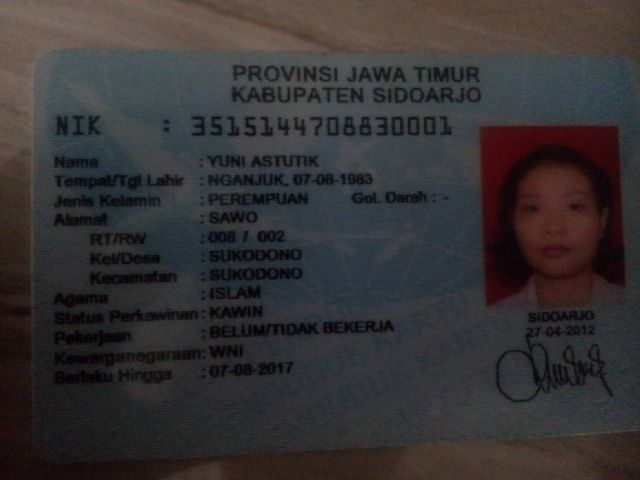 PROVINSI JAWA TIMUR
KABUPATEN SIDOARJO
NIK : 3515144708830001
Nama : YUNI ASTUTIK
Tempat/Tgl Lahir : NGANJUK, 07-08-1983
Jenis Kelamin : PEREMPUAN Gol. Darah : -
Alamat : SAWO
RT/RW : 008 / 002
Kel/Desa : SUKODONO
Kecamatan : SUKODONO
Agama : ISLAM
Status Perkawinan: KAWIN
Pekerjaan : BELUM/TIDAK BEKERJA
Kewarganegaraan: WNI
Berlaku Hingga : 07-08-2017
SIDOARJO
27-04-2012